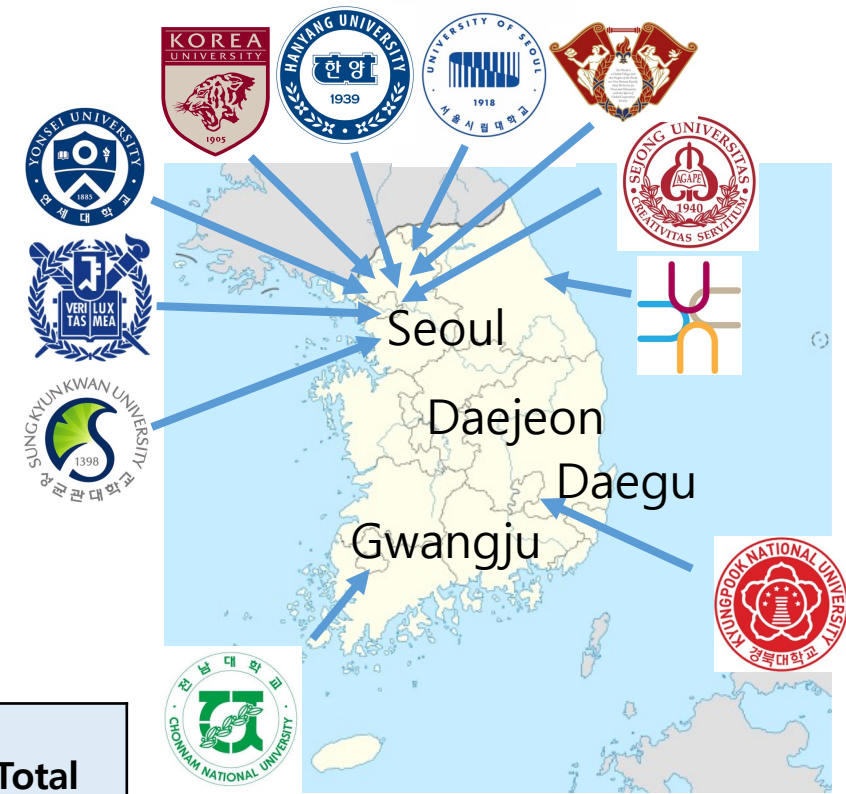 KOREA
UNIVERSITY
1905
HANYANG UNIVERSITY
한양
1939
UNIVERSITY OF SEOUL
1918
서울시립대학교
YONSEI UNIVERSITY
1885
연세대학교
SEJONG UNIVERSITAS
AGAPE
1940
CREATIVITAS SERVITIUM
VERI LUX
TAS MEA
Seoul
SUNGKYUNKWAN UNIVERSITY
1398
성균관대학교
Daejeon
Daegu
Gwangju
KYUNGPOOK NATIONAL UNIVERSITY
경북대학교
전남대학교
CHONNAM NATIONAL UNIVERSITY
Total